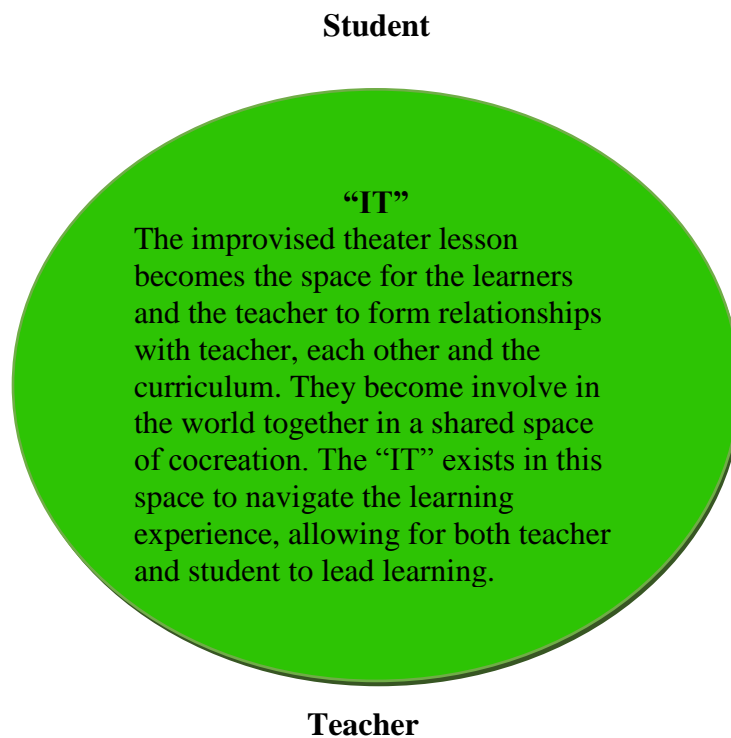 Student
“IT”
The improvised theater lesson
becomes the space for the learners
and the teacher to form relationships
with teacher, each other and the
curriculum. They become involve in
the world together in a shared space
of cocreation. The “IT” exists in this
space to navigate the learning
experience, allowing for both teacher
and student to lead learning.
Teacher